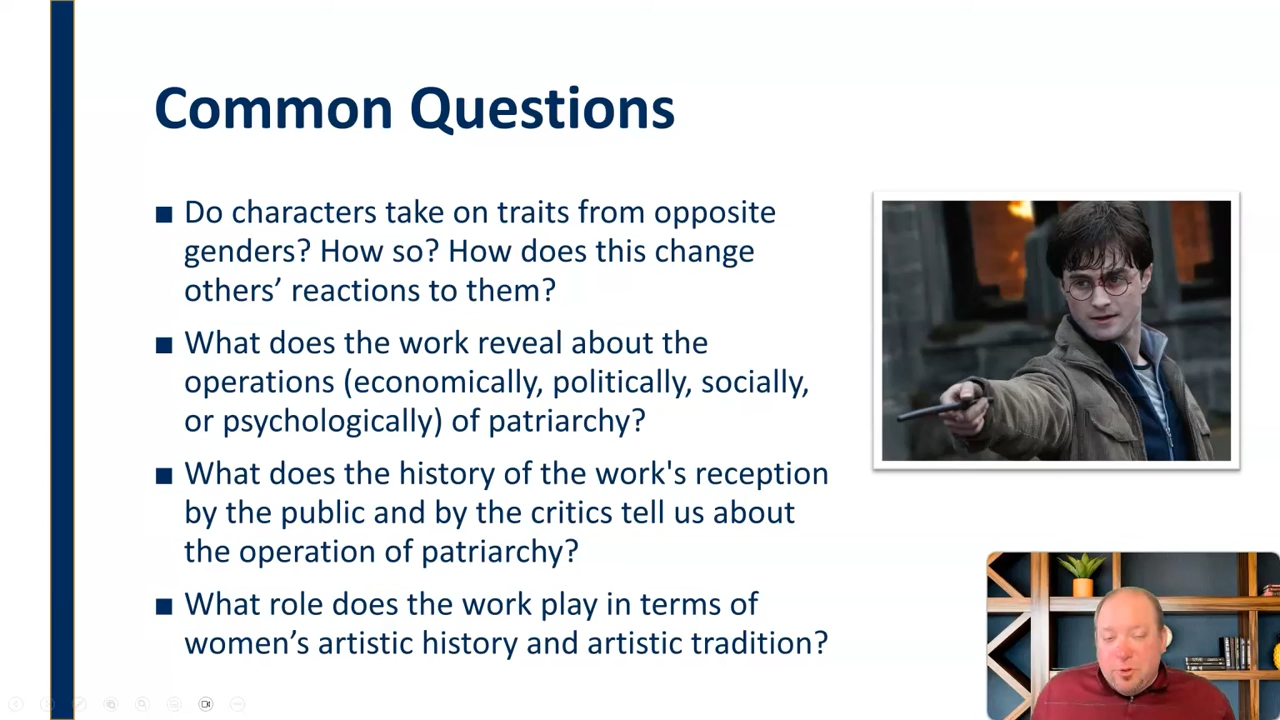 Common Questions
■ Do characters take on traits from opposite
genders? How so? How does this change
others’ reactions to them?
■ What does the work reveal about the
operations (economically, politically, socially,
or psychologically) of patriarchy?
■ What does the history of the work's reception
by the public and by the critics tell us about
the operation of patriarchy?
■ What role does the work play in terms of
women’s artistic history and artistic tradition?